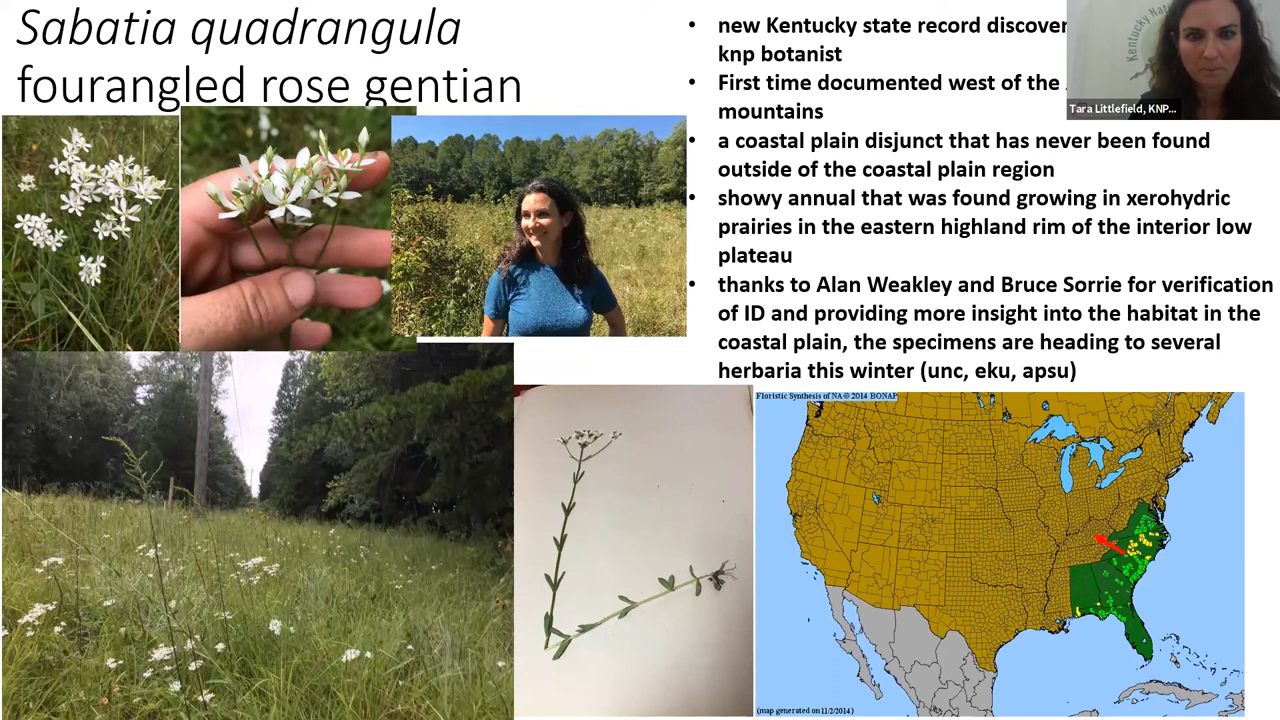 Sabatia quadrangula
fourangled rose gentian
new Kentucky state record discover
knp botanist
First time documented west of the
mountains
a coastal plain disjunct that has never been found
outside of the coastal plain region
showy annual that was found growing in xerohydric
prairies in the eastern highland rim of the interior low
plateau
thanks to Alan Weakley and Bruce Sorrie for verification
of ID and providing more insight into the habitat in the
coastal plain, the specimens are heading to several
herbaria this winter (unc, eku, apsu)
Kentucky Na
Tara Littlefield, KNP...
Floristic Synthesis of NA © 2014 BONAP
(map generated on 11/2/2014)